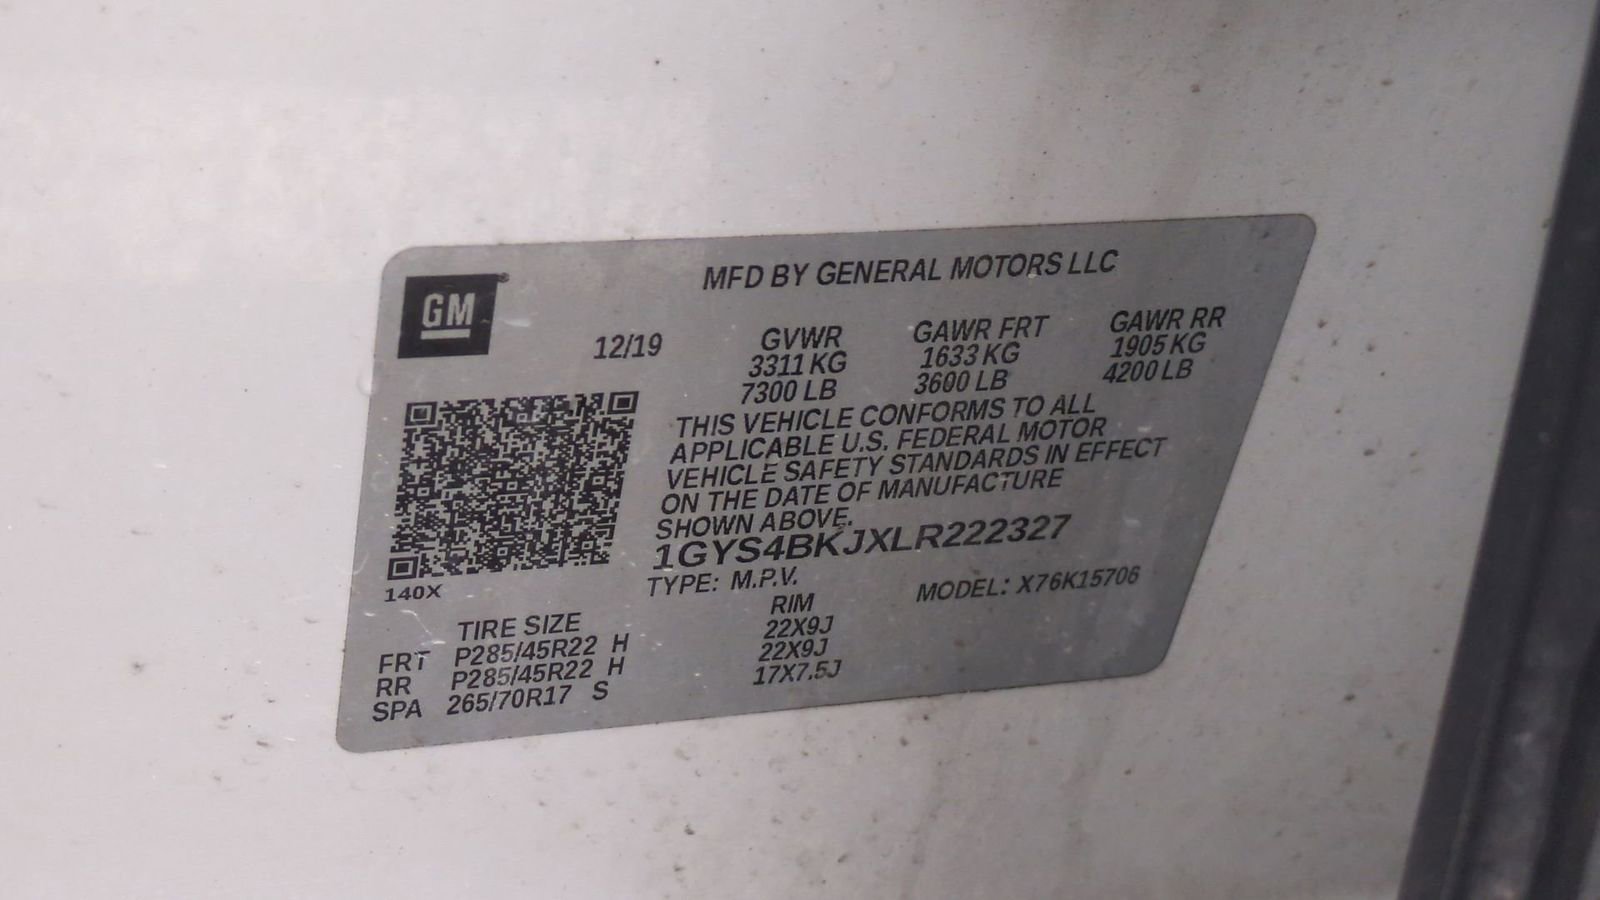 MFD BY GENERAL MOTORS LLC
GM
12/19
GVWR GAWR FRT GAWR RR
3311 KG 1633 KG 1905 KG
7300 LB 3600 LB 4200 LB
THIS VEHICLE CONFORMS TO ALL
APPLICABLE U.S. FEDERAL MOTOR
VEHICLE SAFETY STANDARDS IN EFFECT
ON THE DATE OF MANUFACTURE
SHOWN ABOVE.
1GYS4BKJXLR222327
140X
TYPE: M.P.V. MODEL: X76K15706
TIRE SIZE RIM
FRT P285/45R22 H 22X9J
RR P285/45R22 H 22X9J
SPA 265/70R17 S 17X7.5J